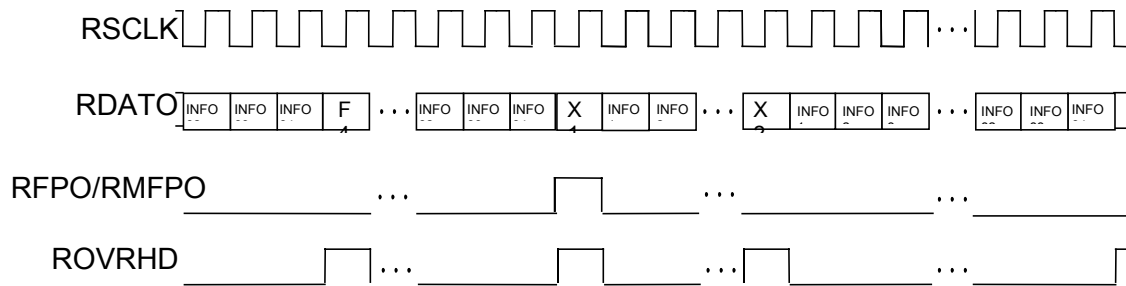 RSCLK
RDATO INFO INFO INFO F ... INFO INFO INFO X INFO INFO ... X INFO INFO INFO ... INFO INFO INFO
RFPO/RMFPO
ROVRHD